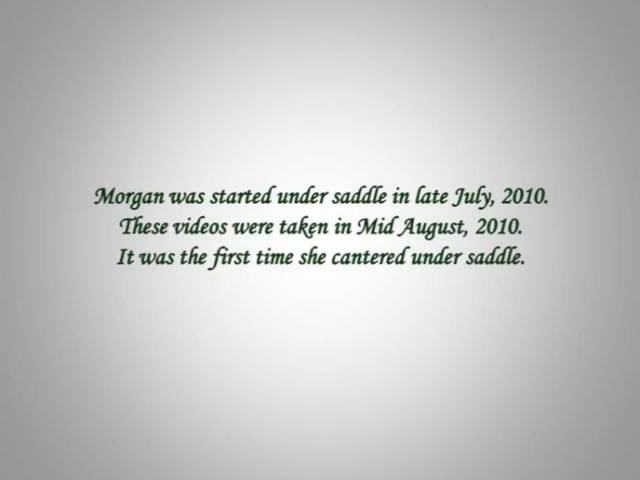 Morgan was started under saddle in late July, 2010.
These videos were taken in Mid August, 2010.
It was the first time she cantered under saddle.